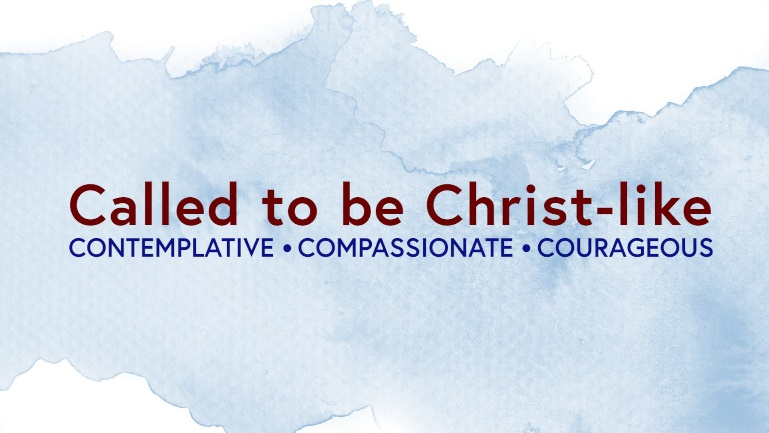 Called to be Christ-like
CONTEMPLATIVE • COMPASSIONATE • COURAGEOUS